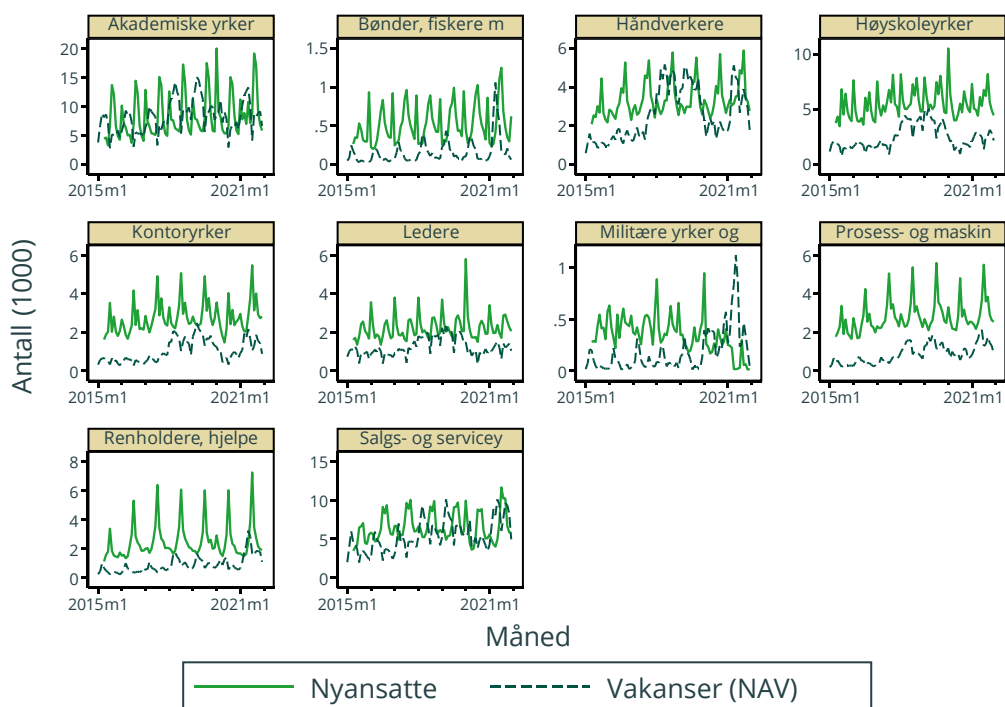 Akademiske yrker
Bønder, fiskere m
Håndverkere
Høyskoleyrker
20
15
10
5
0
2015m1
2021m1
1.5
1
.5
0
2015m1
2021m1
6
4
2
0
2015m1
2021m1
10
5
0
2015m1
2021m1
Antall (1000)
Kontoryrker
Ledere
Militære yrker og
Prosess- og maskin
6
4
2
0
2015m1
2021m1
6
4
2
0
2015m1
2021m1
1
.5
0
2015m1
2021m1
6
4
2
0
2015m1
2021m1
Renholdere, hjelpe
Salgs- og servicey
8
6
4
2
0
2015m1
2021m1
15
10
5
0
2015m1
2021m1
Måned
Nyansatte
Vakanser (NAV)